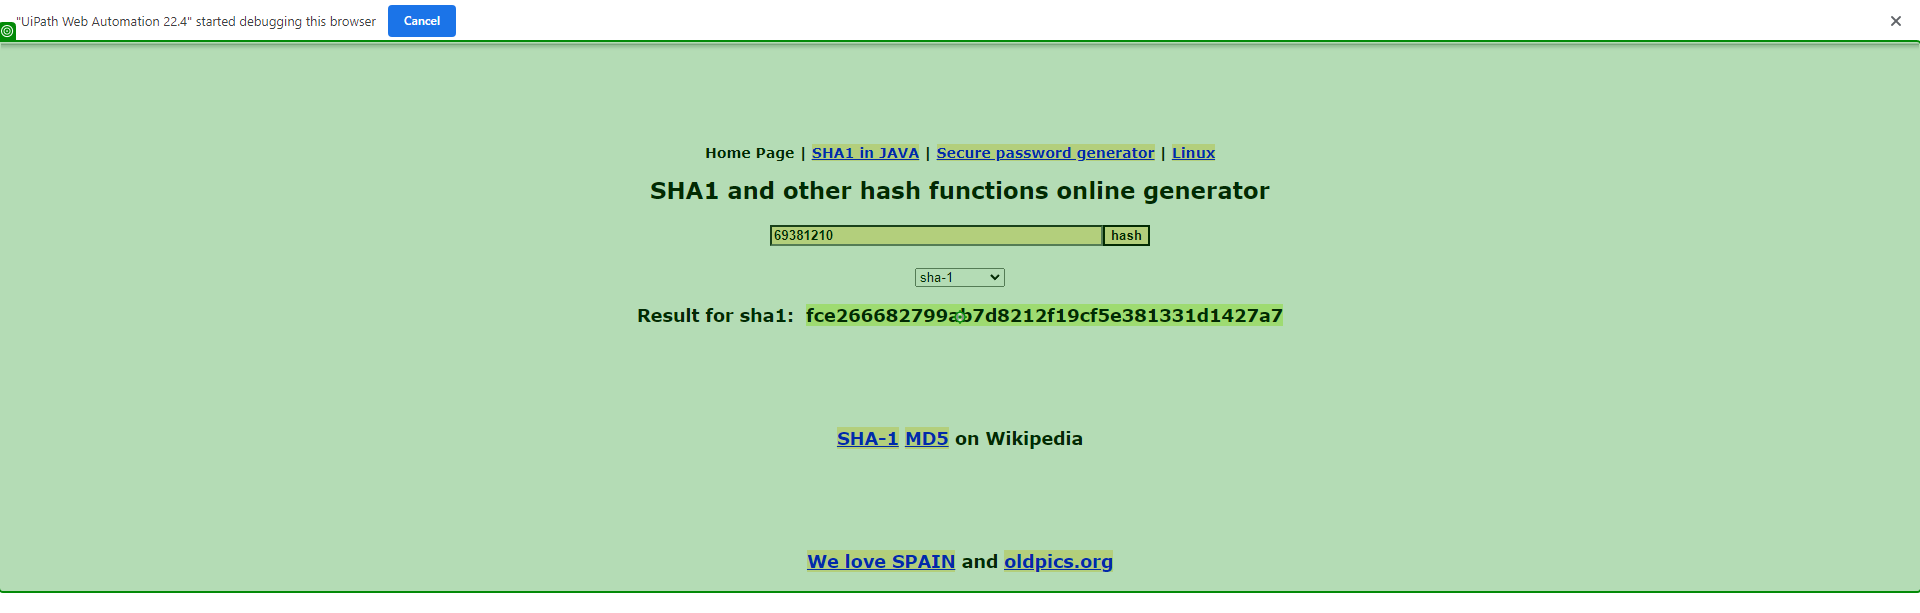 "UiPath Web Automation 22.4" started debugging this browser Cancel
Home Page | SHA1 in JAVA | Secure password generator | Linux
SHA1 and other hash functions online generator
69381210 hash
sha-1
Result for sha1: fce266682799ab7d8212f19cf5e381331d1427a7
SHA-1 MD5 on Wikipedia
We love SPAIN and oldpics.org